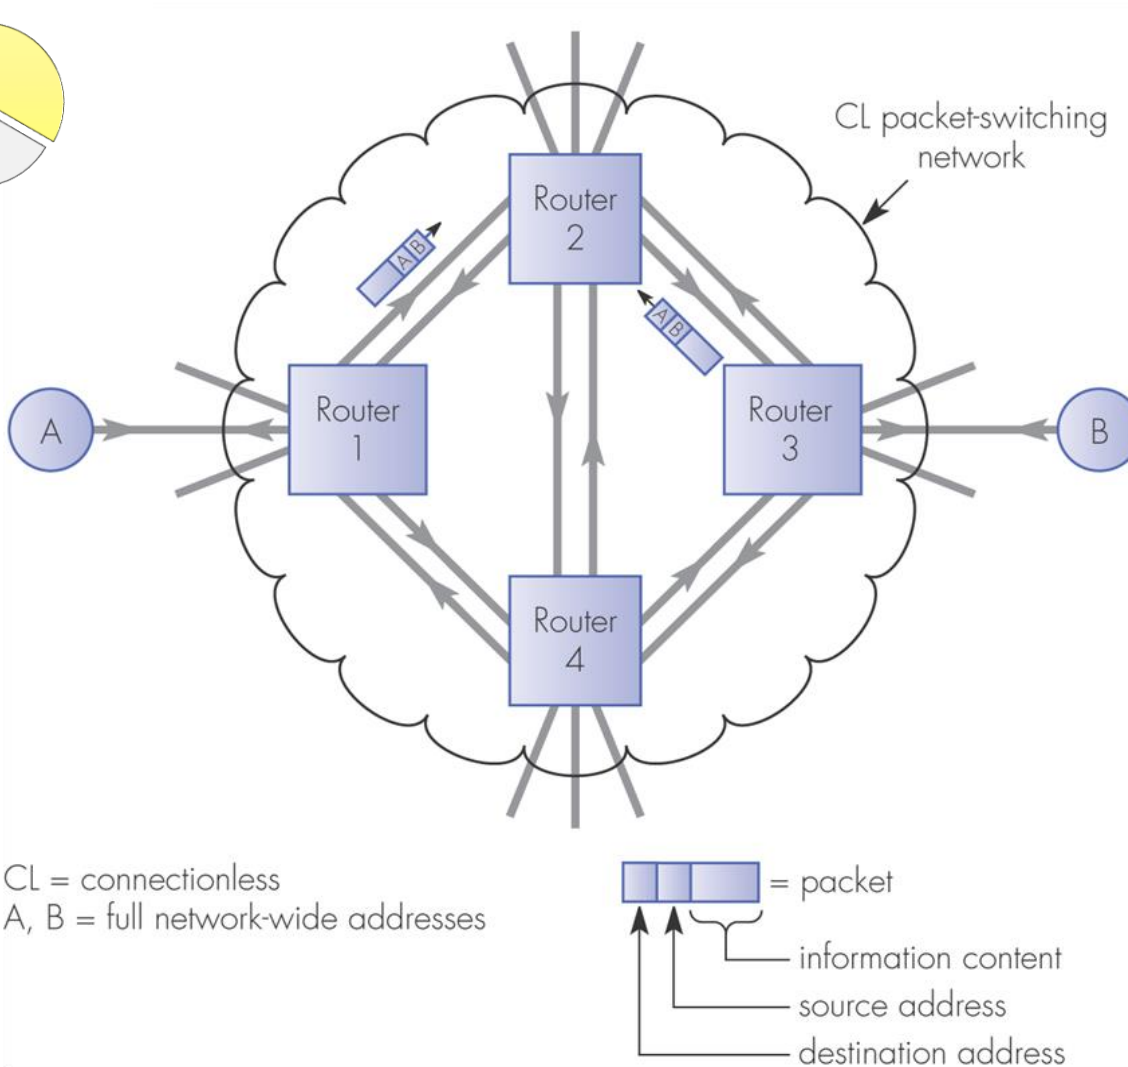 CL packet-switching
network
Router
2
A B
A B
A
Router
1
Router
3
B
Router
4
CL = connectionless
A, B = full network-wide addresses
= packet
information content
source address
destination address